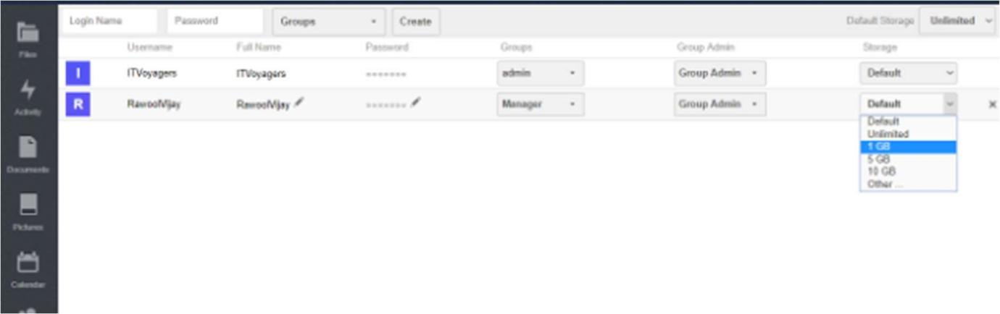 Login Name Password Groups Create Default Storage Unlimited
Files
Username Full Name Password Groups Group Admin Storage
I ITVoyagers ITVoyagers ••••••• admin Group Admin Default
R RawoolVijay RawoolVijay ••••••• Manager Group Admin Default ×
Activity
Default
Unlimited
1 GB
5 GB
10 GB
Other ...
Documents
Pictures
Calendar